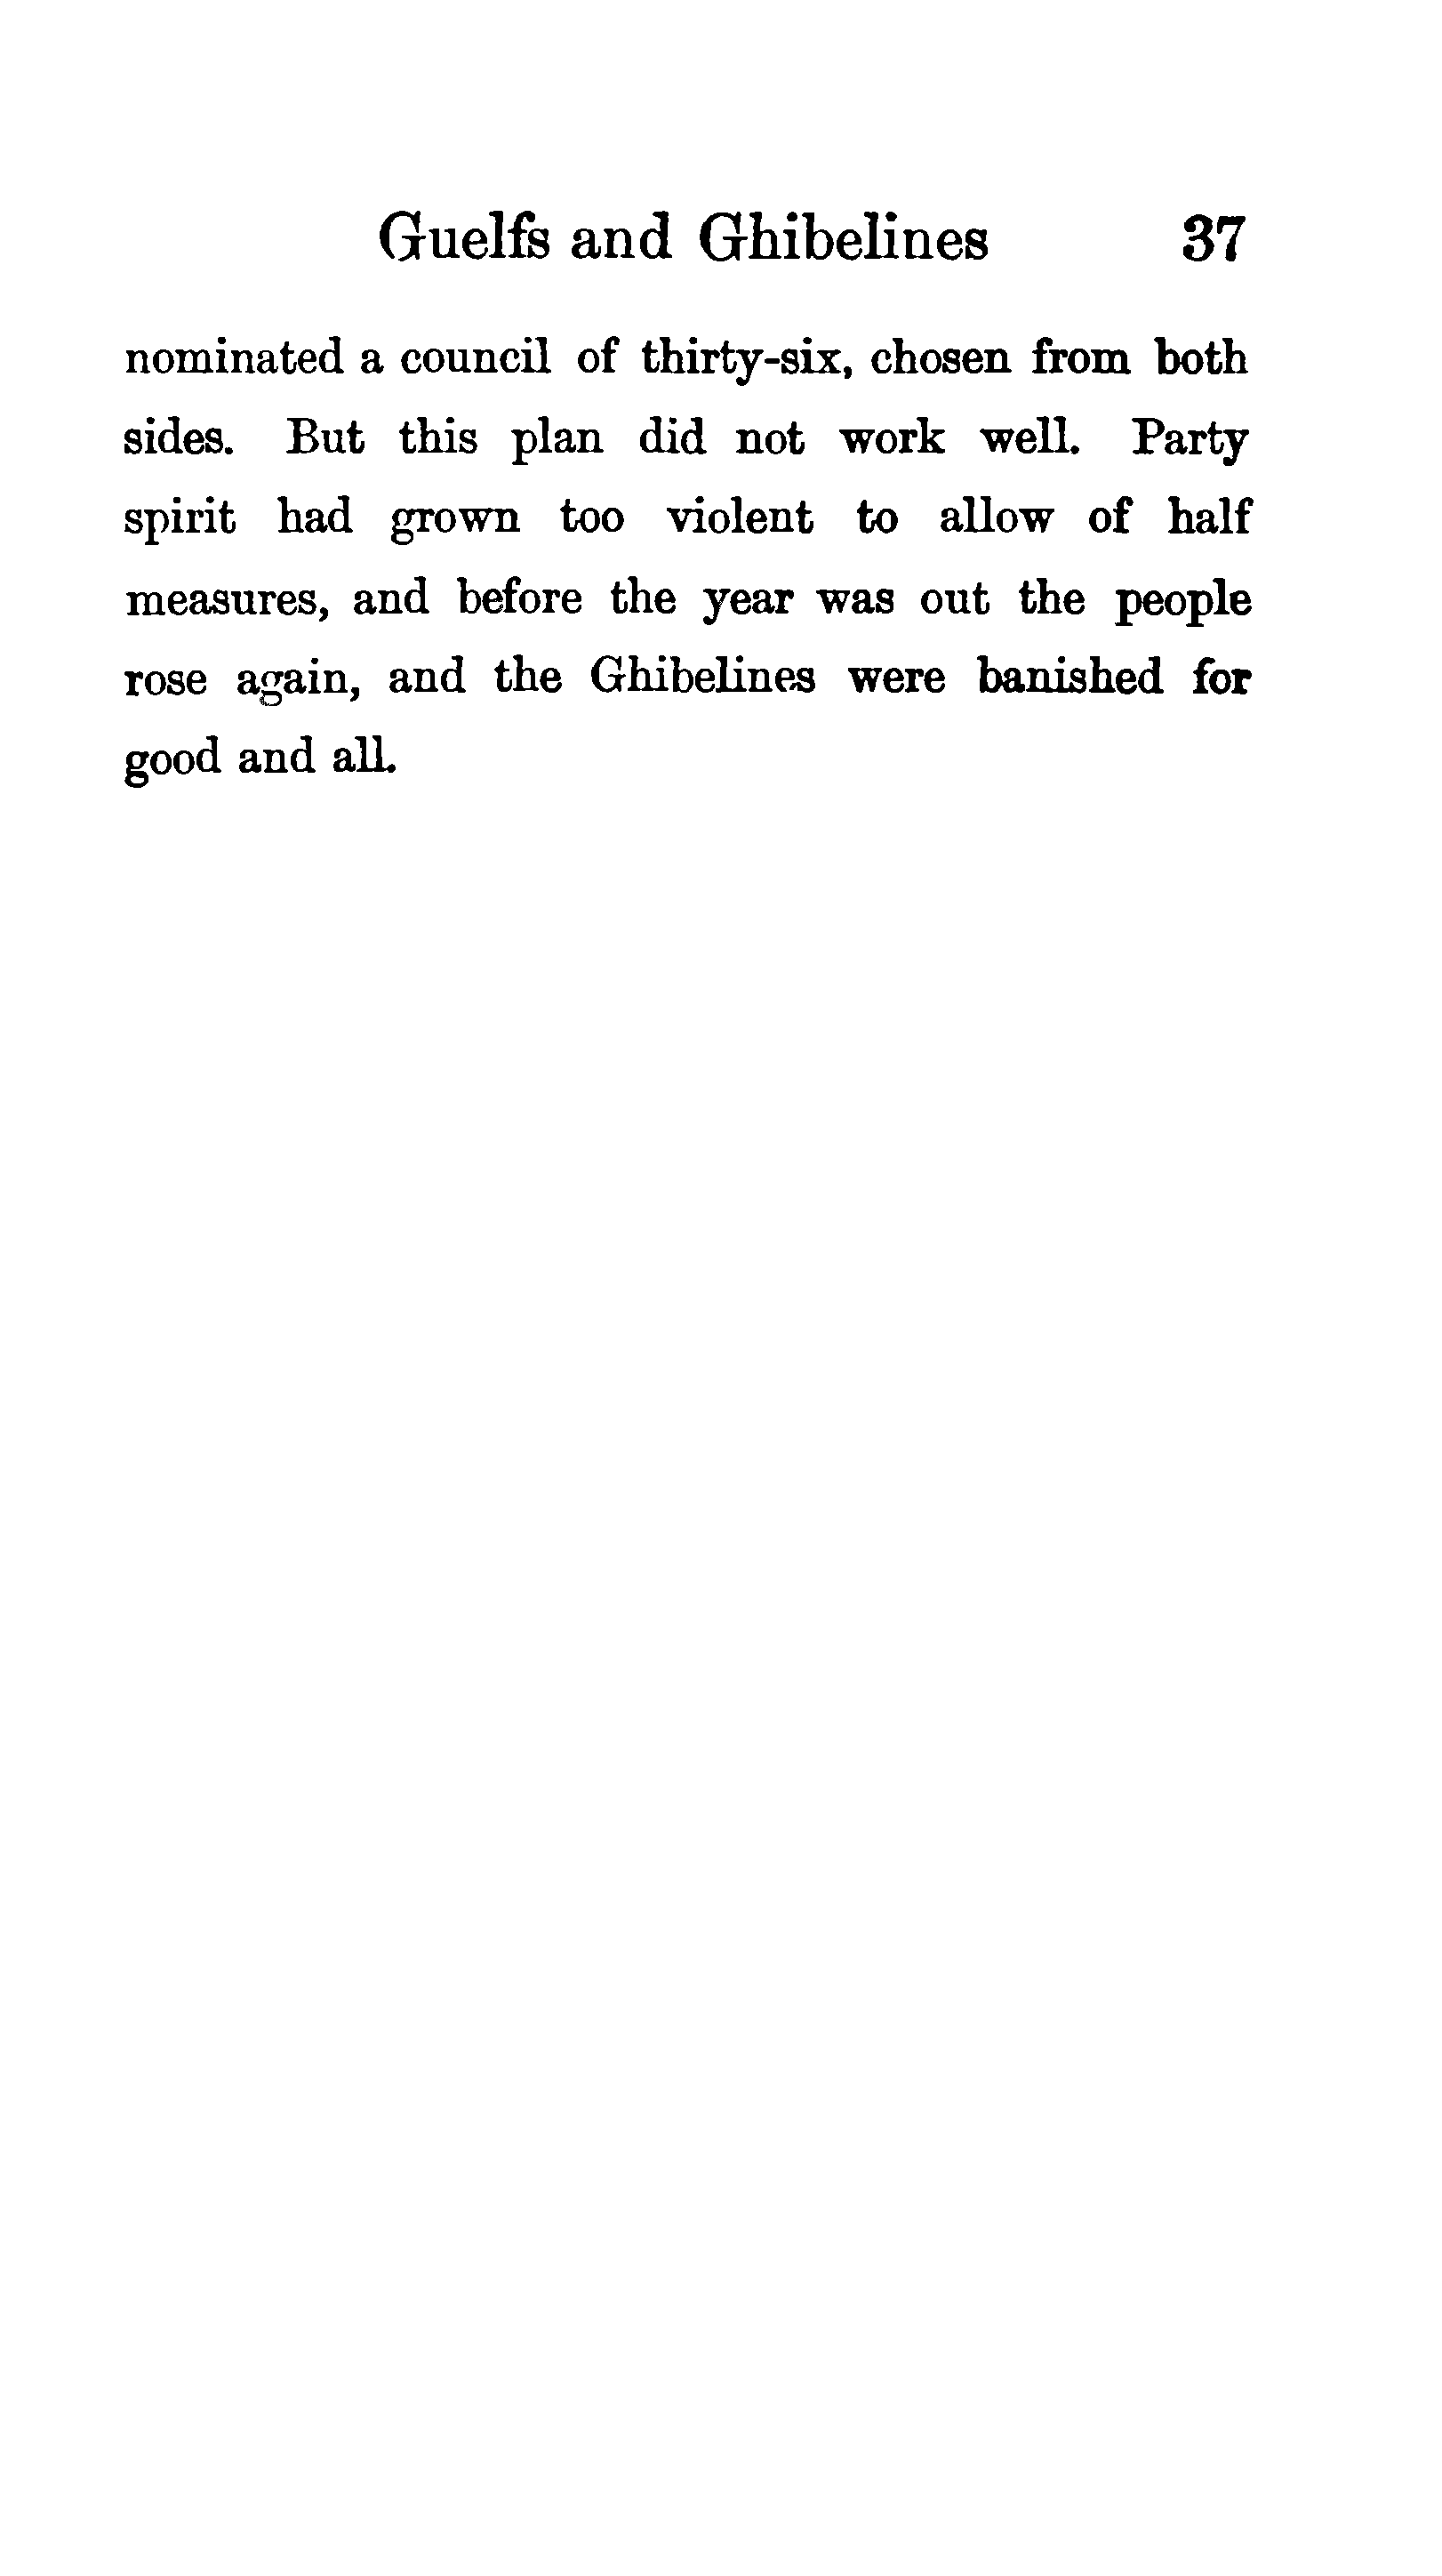 Guelfs and Ghibelines 37
nominated a council of thirty-six, chosen from both
sides. But this plan did not work well. Party
spirit had grown too violent to allow of half
measures, and before the year was out the people
rose again, and the Ghibelines were banished for
good and all.